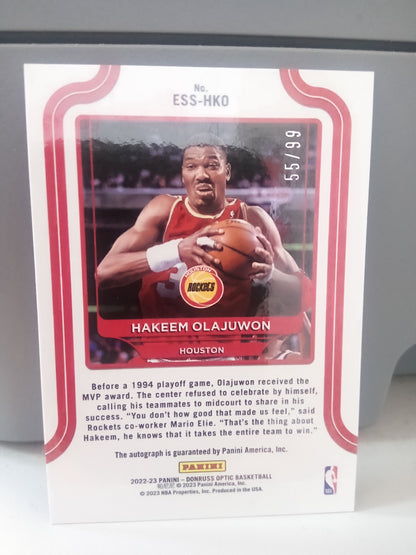 No.
ESS-HKO
55/99
HOUSTON
ROCKETS
HAKEEM OLAJUWON
HOUSTON
Before a 1994 playoff game, Olajuwon received the
MVP award. The center refused to celebrate by himself,
calling his teammates to midcourt to share in his
success. “You don't how good that made us feel,” said
Rockets co-worker Mario Elie. “That's the thing about
Hakeem, he knows that it takes the entire team to win.”
The autograph is guaranteed by Panini America, Inc.
PANINI
2022-23 PANINI – DONRUSS OPTIC BASKETBALL
© 2023 Panini America, Inc.
© 2023 NBA Properties, Inc. Produced in the USA.